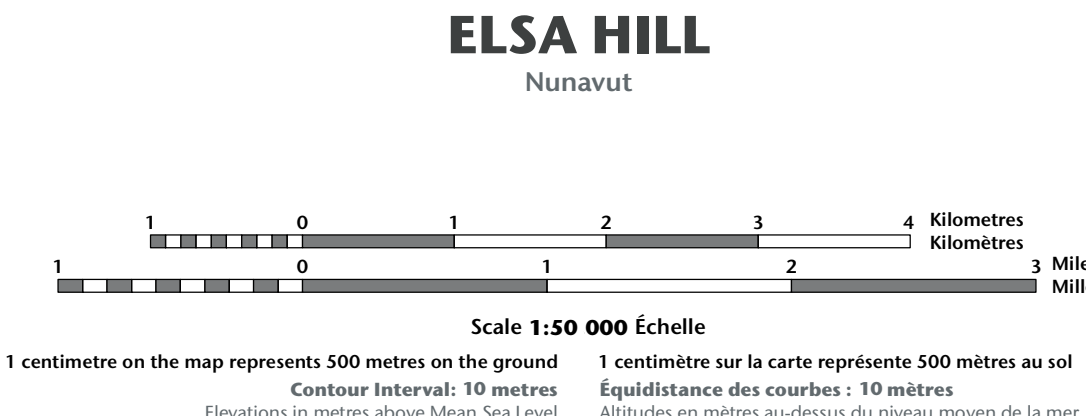 ELSA HILL
Nunavut
1 0 1 2 3 4 Kilometres
Kilomètres
1 0 1 2 3
Scale 1:50 000 Échelle
1 centimetre on the map represents 500 metres on the ground
1 centimètre sur la carte représente 500 mètres au sol
Contour Interval: 10 metres
Équidistance des courbes : 10 mètres
Elevations in metres above Mean Sea Level
Altitudes en mètres au-dessus du niveau moyen de la mer